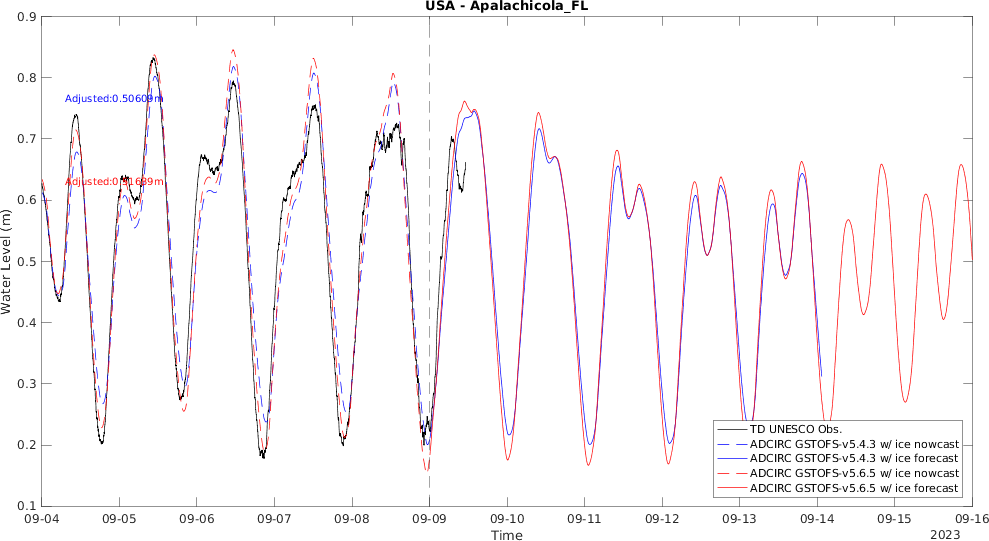 USA - Apalachicola_FL
0.9
0.8
0.7
0.6
0.5
0.4
0.3
0.2
0.1
Water Level (m)
Adjusted:0.50609m
TD UNESCO Obs.
ADCIRC GSTOFS-v5.4.3 w/ ice nowcast
ADCIRC GSTOFS-v5.4.3 w/ ice forecast
ADCIRC GSTOFS-v5.6.5 w/ ice nowcast
ADCIRC GSTOFS-v5.6.5 w/ ice forecast
09-04 09-05 09-06 09-07 09-08 09-09 09-10 09-11 09-12 09-13 09-14 09-15 09-16
Time
2023